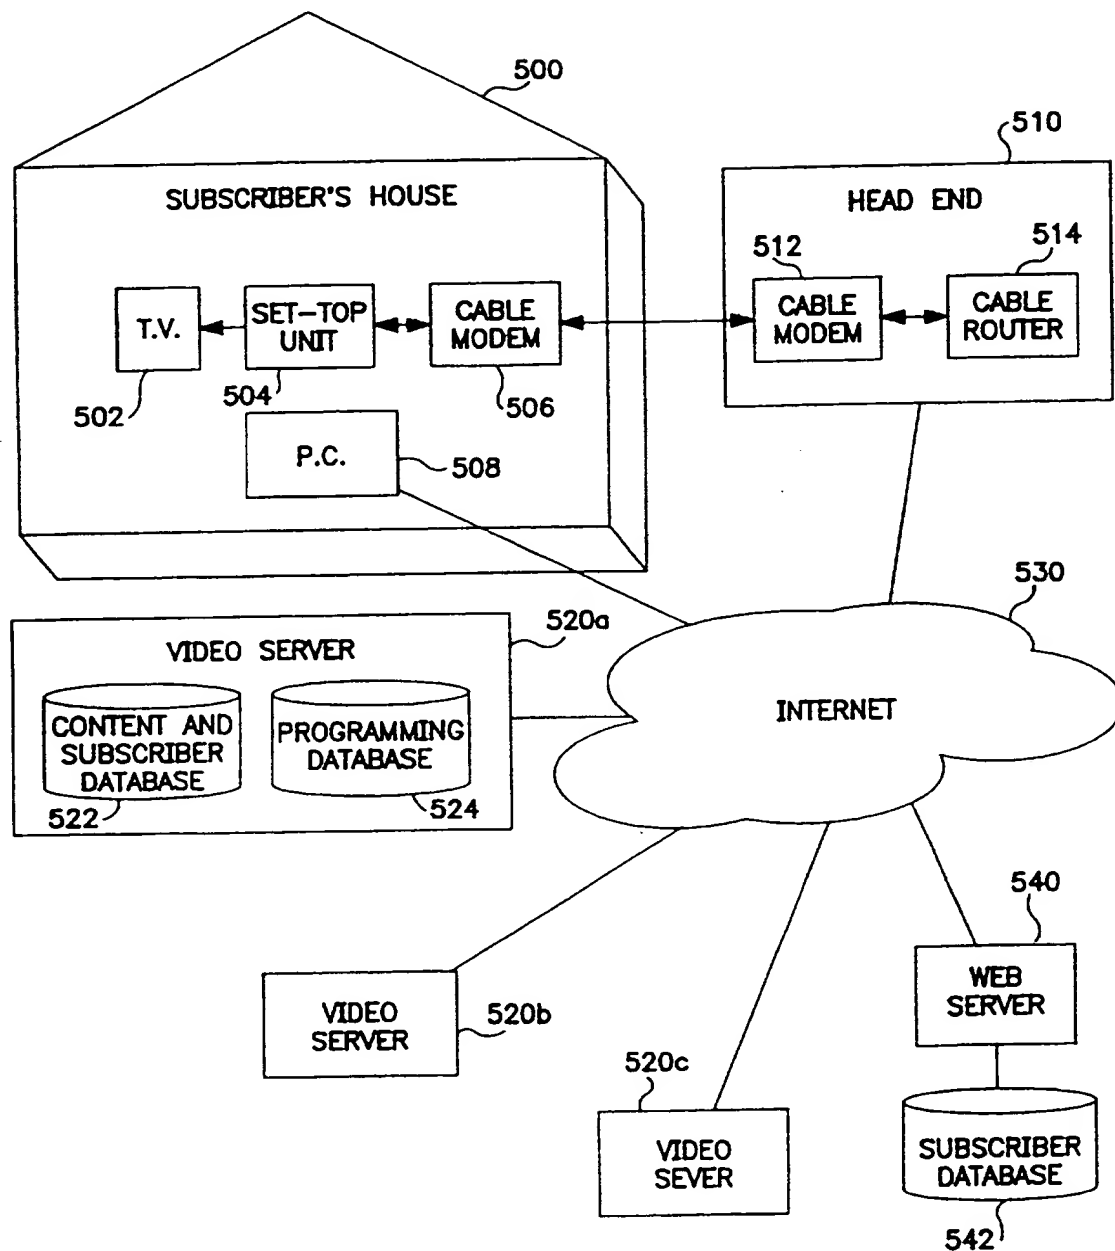 500
510
SUBSCRIBER'S HOUSE
HEAD END
512
514
T.V.
SET-TOP
UNIT
CABLE
MODEM
CABLE
MODEM
CABLE
ROUTER
502
504
506
P.C.
508
530
520a
VIDEO SERVER
CONTENT AND
SUBSCRIBER
DATABASE
PROGRAMMING
DATABASE
522
524
INTERNET
540
VIDEO
SERVER
520b
WEB
SERVER
520c
VIDEO
SEVER
SUBSCRIBER
DATABASE
542